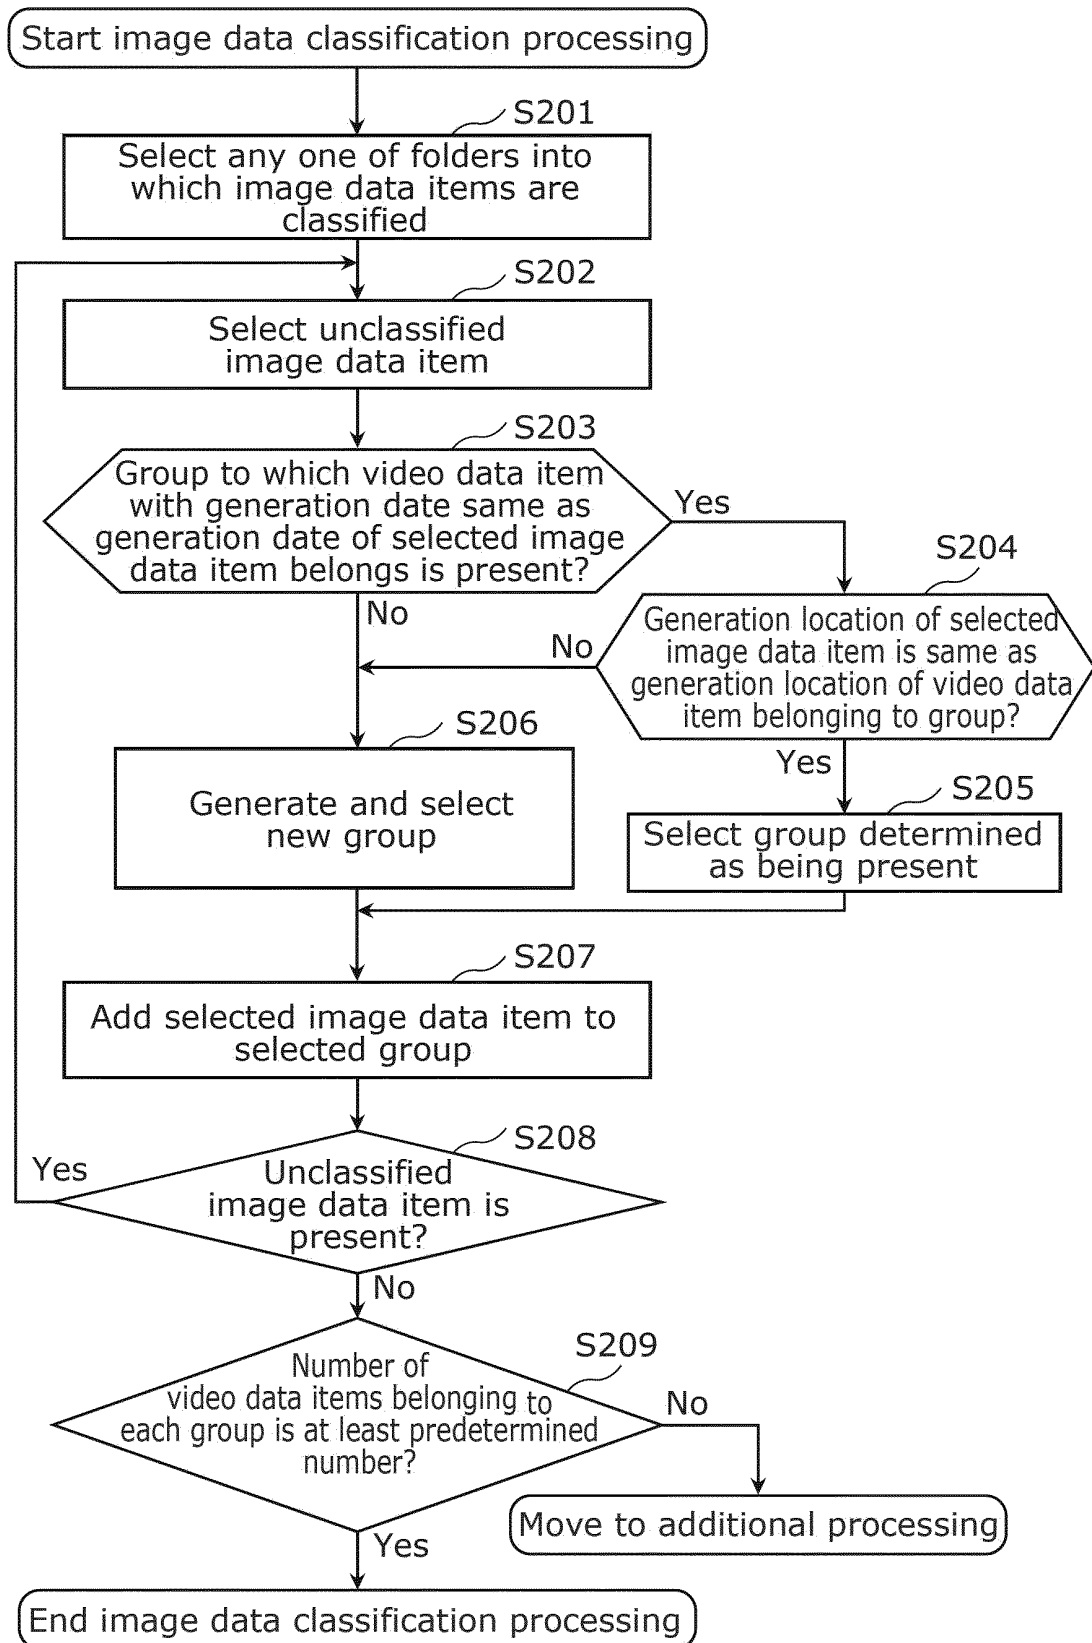 Start image data classification processing
S201
Select any one of folders into
which image data items are
classified
S202
Select unclassified
image data item
S203
Group to which video data item
with generation date same as
generation date of selected image
data item belongs is present?
Yes
No
S204
Generation location of selected
image data item is same as
generation location of video data
item belonging to group?
No
Yes
S205
Select group determined
as being present
S206
Generate and select
new group
S207
Add selected image data item to
selected group
S208
Unclassified
image data item is
present?
Yes
No
S209
Number of
video data items belonging to
each group is at least predetermined
number?
No
Move to additional processing
Yes
End image data classification processing